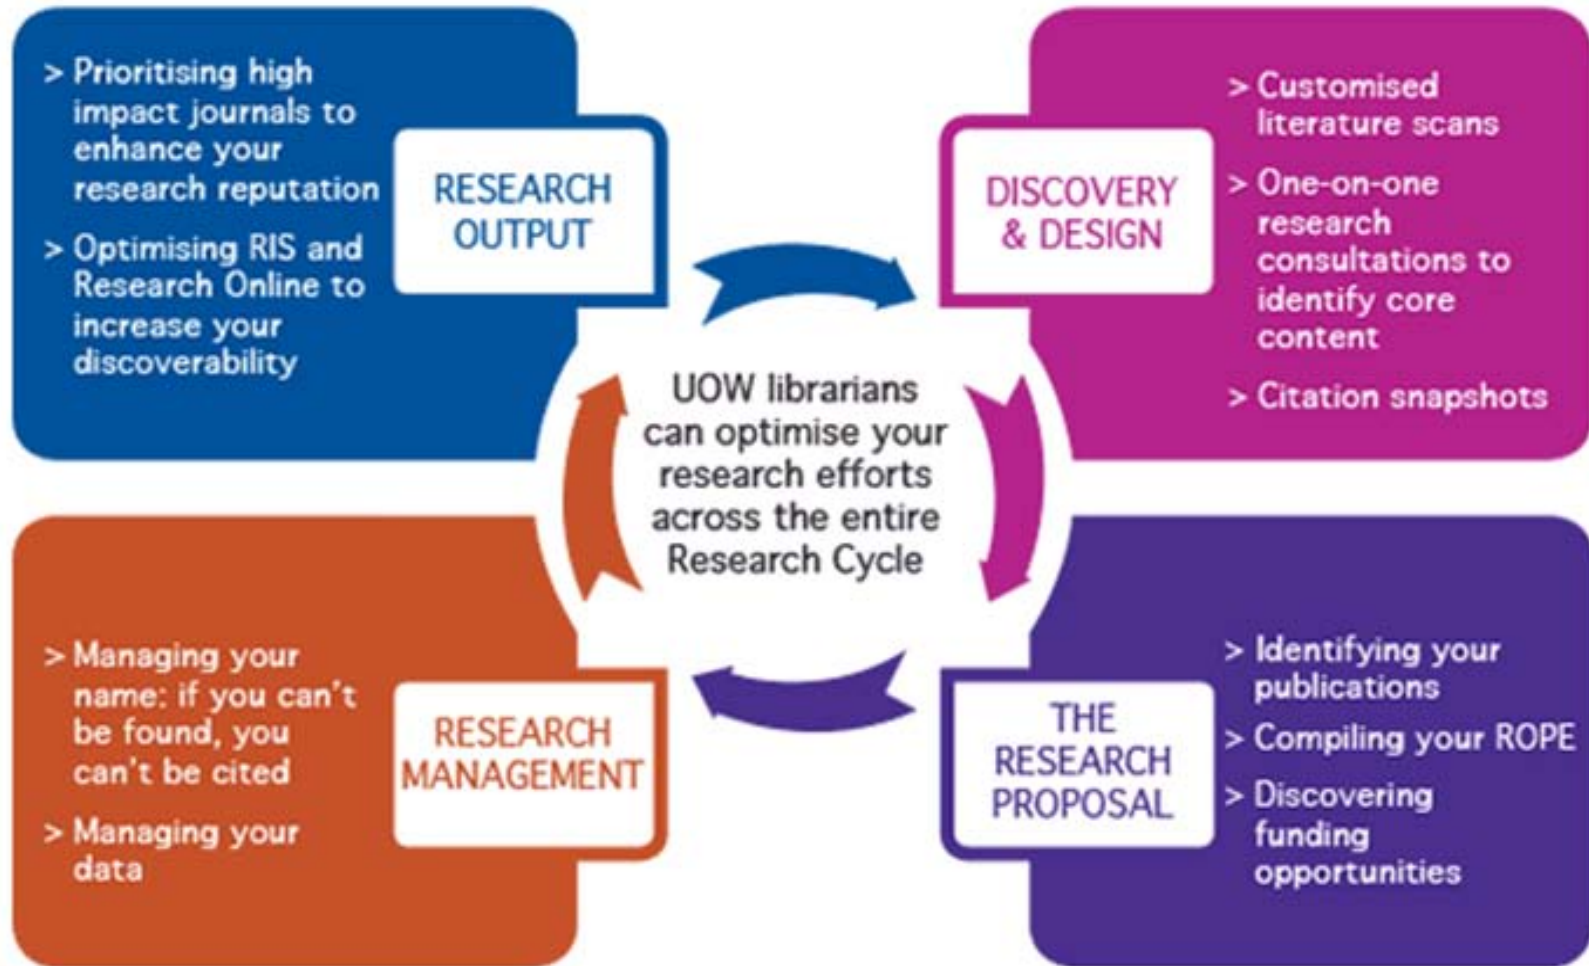 > Prioritising high
impact journals to
enhance your
research reputation
> Optimising RIS and
Research Online to
increase your
discoverability
RESEARCH
OUTPUT
DISCOVERY
& DESIGN
> Customised
literature scans
> One-on-one
research
consultations to
identify core
content
> Citation snapshots
UOW librarians
can optimise your
research efforts
across the entire
Research Cycle
> Managing your
name: if you can't
be found, you
can't be cited
> Managing your
data
RESEARCH
MANAGEMENT
THE
RESEARCH
PROPOSAL
> Identifying your
publications
> Compiling your ROPE
> Discovering
funding
opportunities